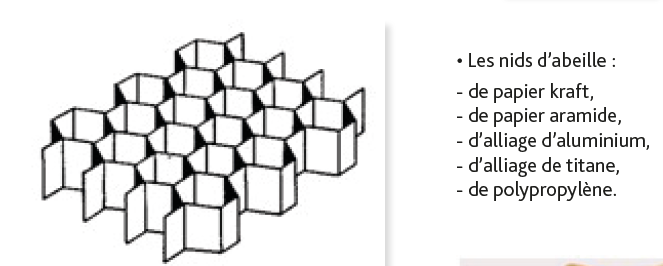 • Les nids d'abeille :
- de papier kraft,
- de papier aramide,
- d'alliage d'aluminium,
- d'alliage de titane,
- de polypropylène.